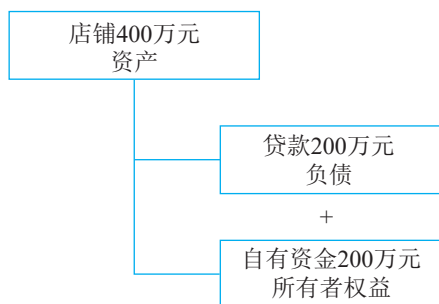 店铺400万元
资产
贷款200万元
负债
+
自有资金200万元
所有者权益